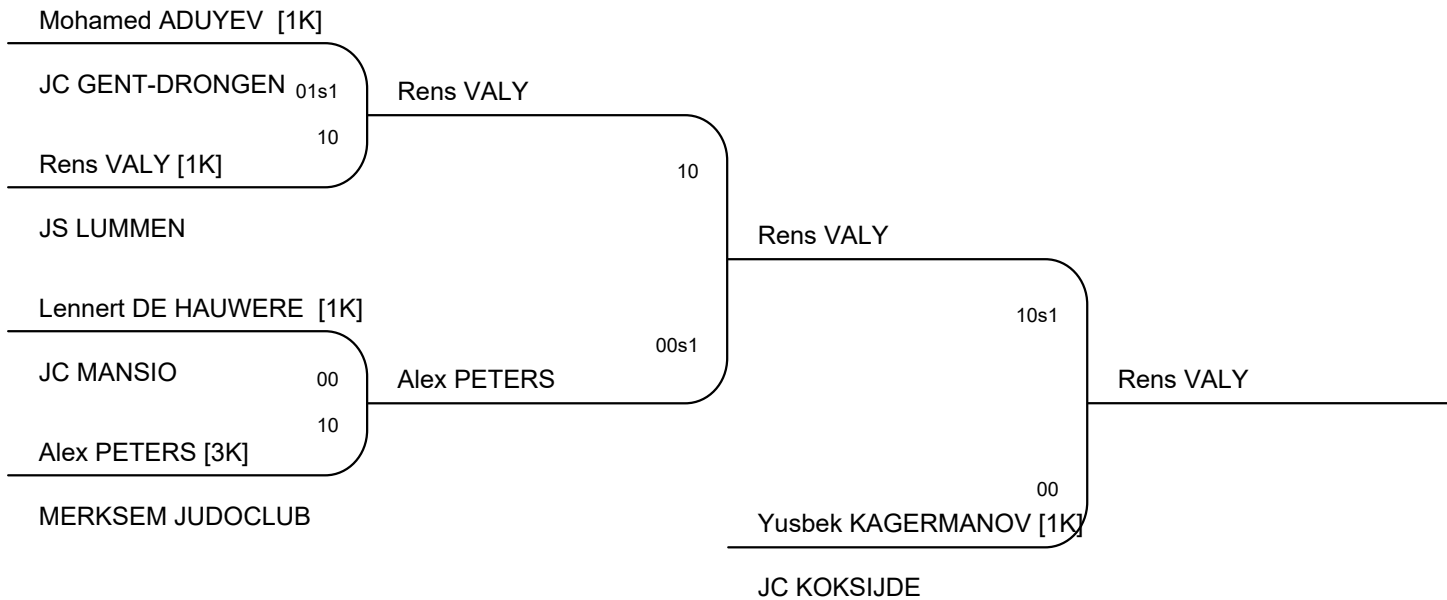 Mohamed ADUYEV [1K]
JC GENT-DRONGEN 01s1
Rens VALY
10
Rens VALY [1K]
10
JS LUMMEN
Rens VALY
Lennert DE HAUWERE [1K]
10s1
00s1
JC MANSIO 00
Alex PETERS
Rens VALY
10
Alex PETERS [3K]
00
MERKSEM JUDOCLUB
Yusbek KAGERMANOV [1K]
JC KOKSIJDE